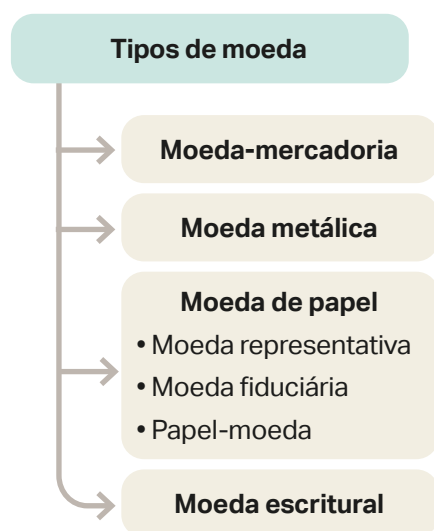 Tipos de moeda
Moeda-mercadoria
Moeda metálica
Moeda de papel
• Moeda representativa
• Moeda fiduciária
• Papel-moeda
Moeda escritural